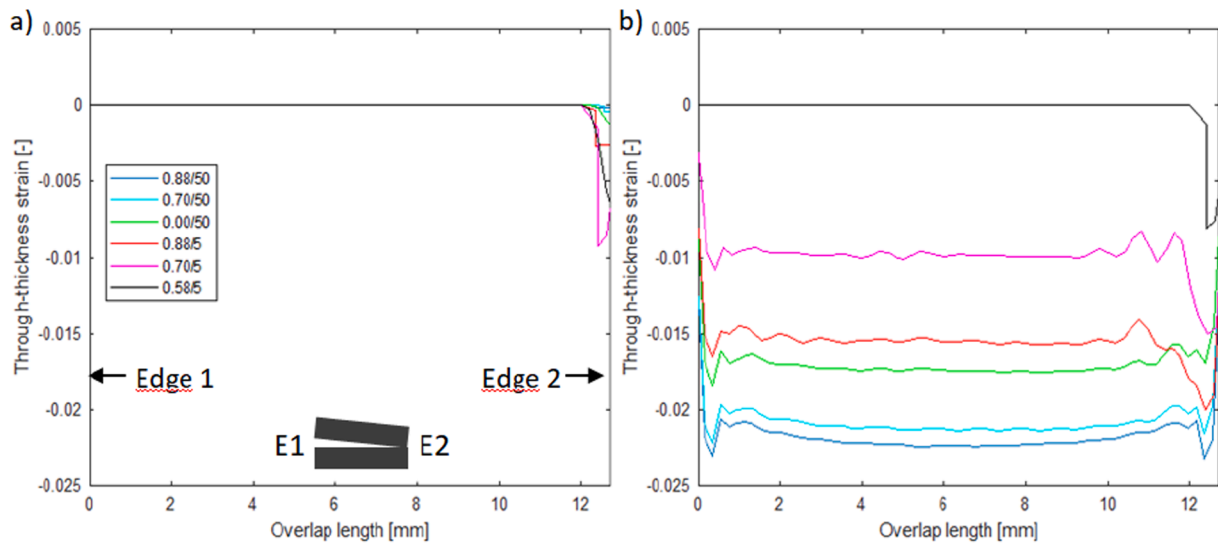 a)
0.005
0
-0.005
-0.01
-0.015
-0.02
-0.025
Through-thickness strain [-]
0.88/50
0.70/50
0.00/50
0.88/5
0.70/5
0.58/5
Edge 1
Edge 2
E1
E2
0 2 4 6 8 10 12
Overlap length [mm]
b)
0.005
0
-0.005
-0.01
-0.015
-0.02
-0.025
Through-thickness strain [-]
0 2 4 6 8 10 12
Overlap length [mm]